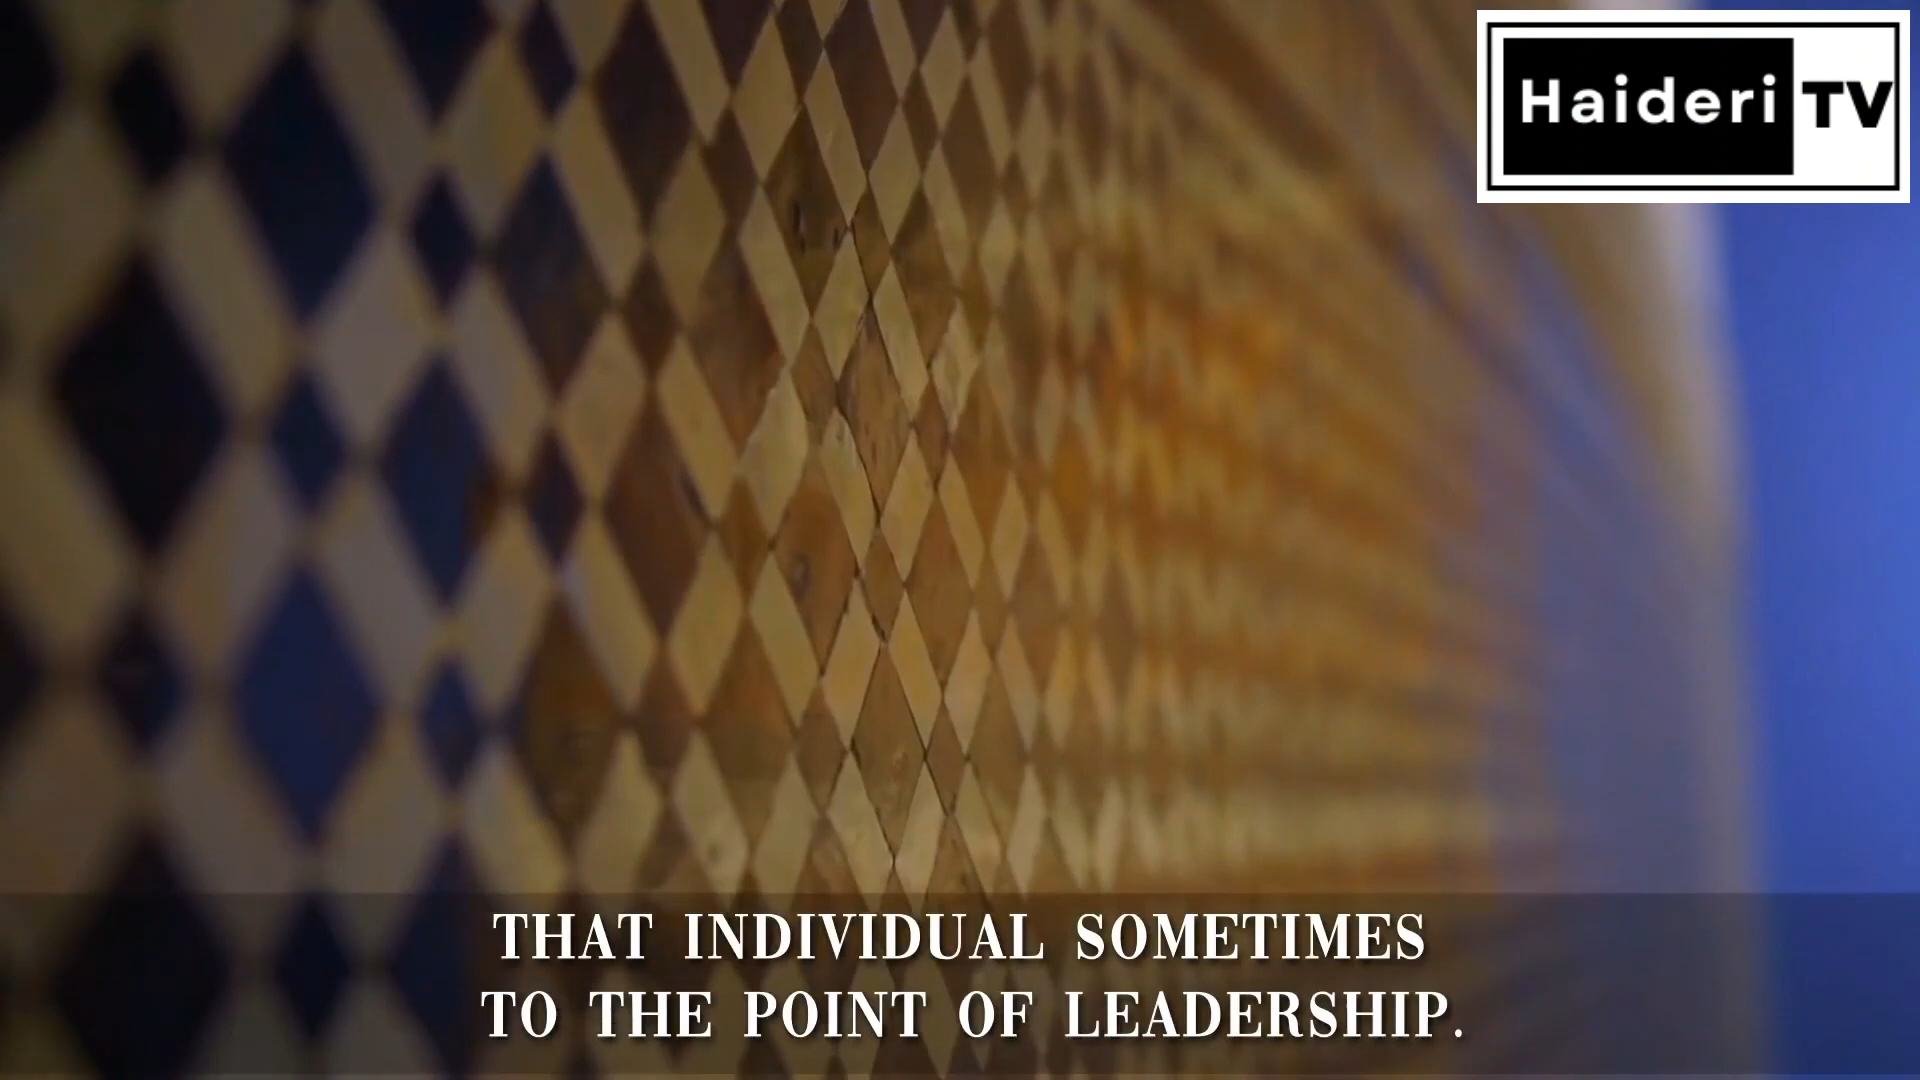 Haideri TV
THAT INDIVIDUAL SOMETIMES
TO THE POINT OF LEADERSHIP.